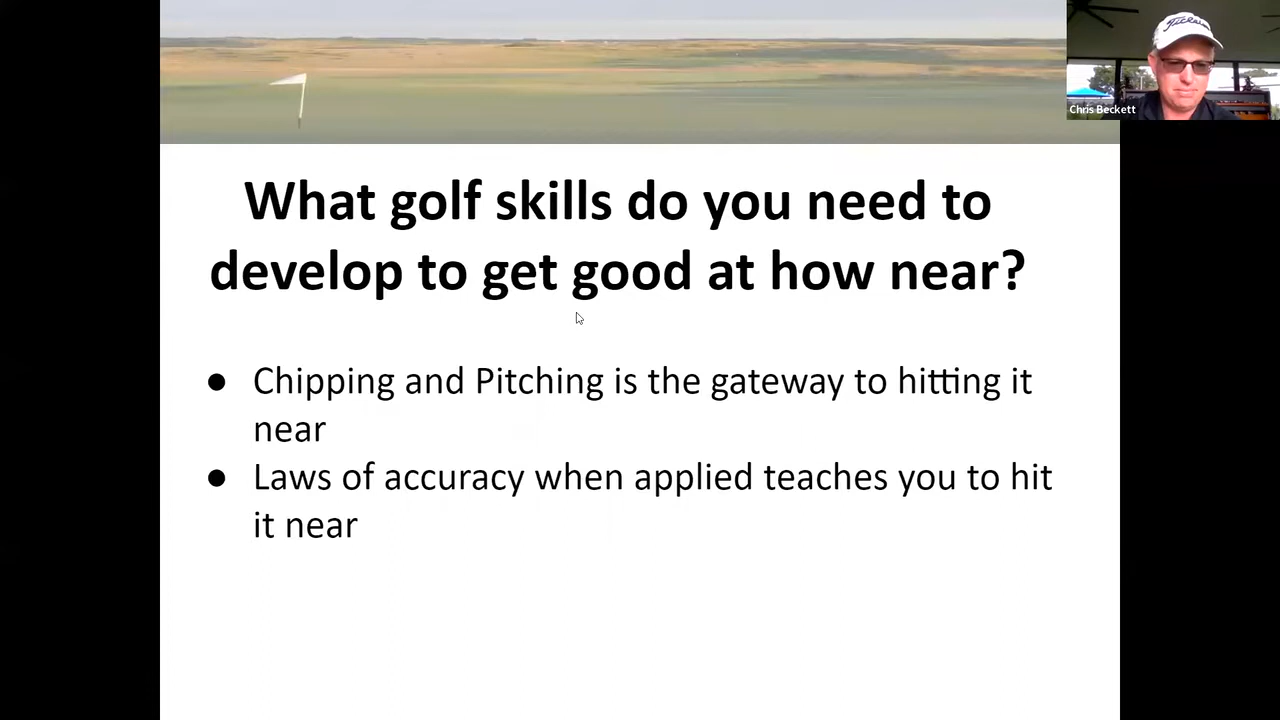 Titleist
Chris Beckett
What golf skills do you need to
develop to get good at how near?
● Chipping and Pitching is the gateway to hitting it
near
● Laws of accuracy when applied teaches you to hit
it near